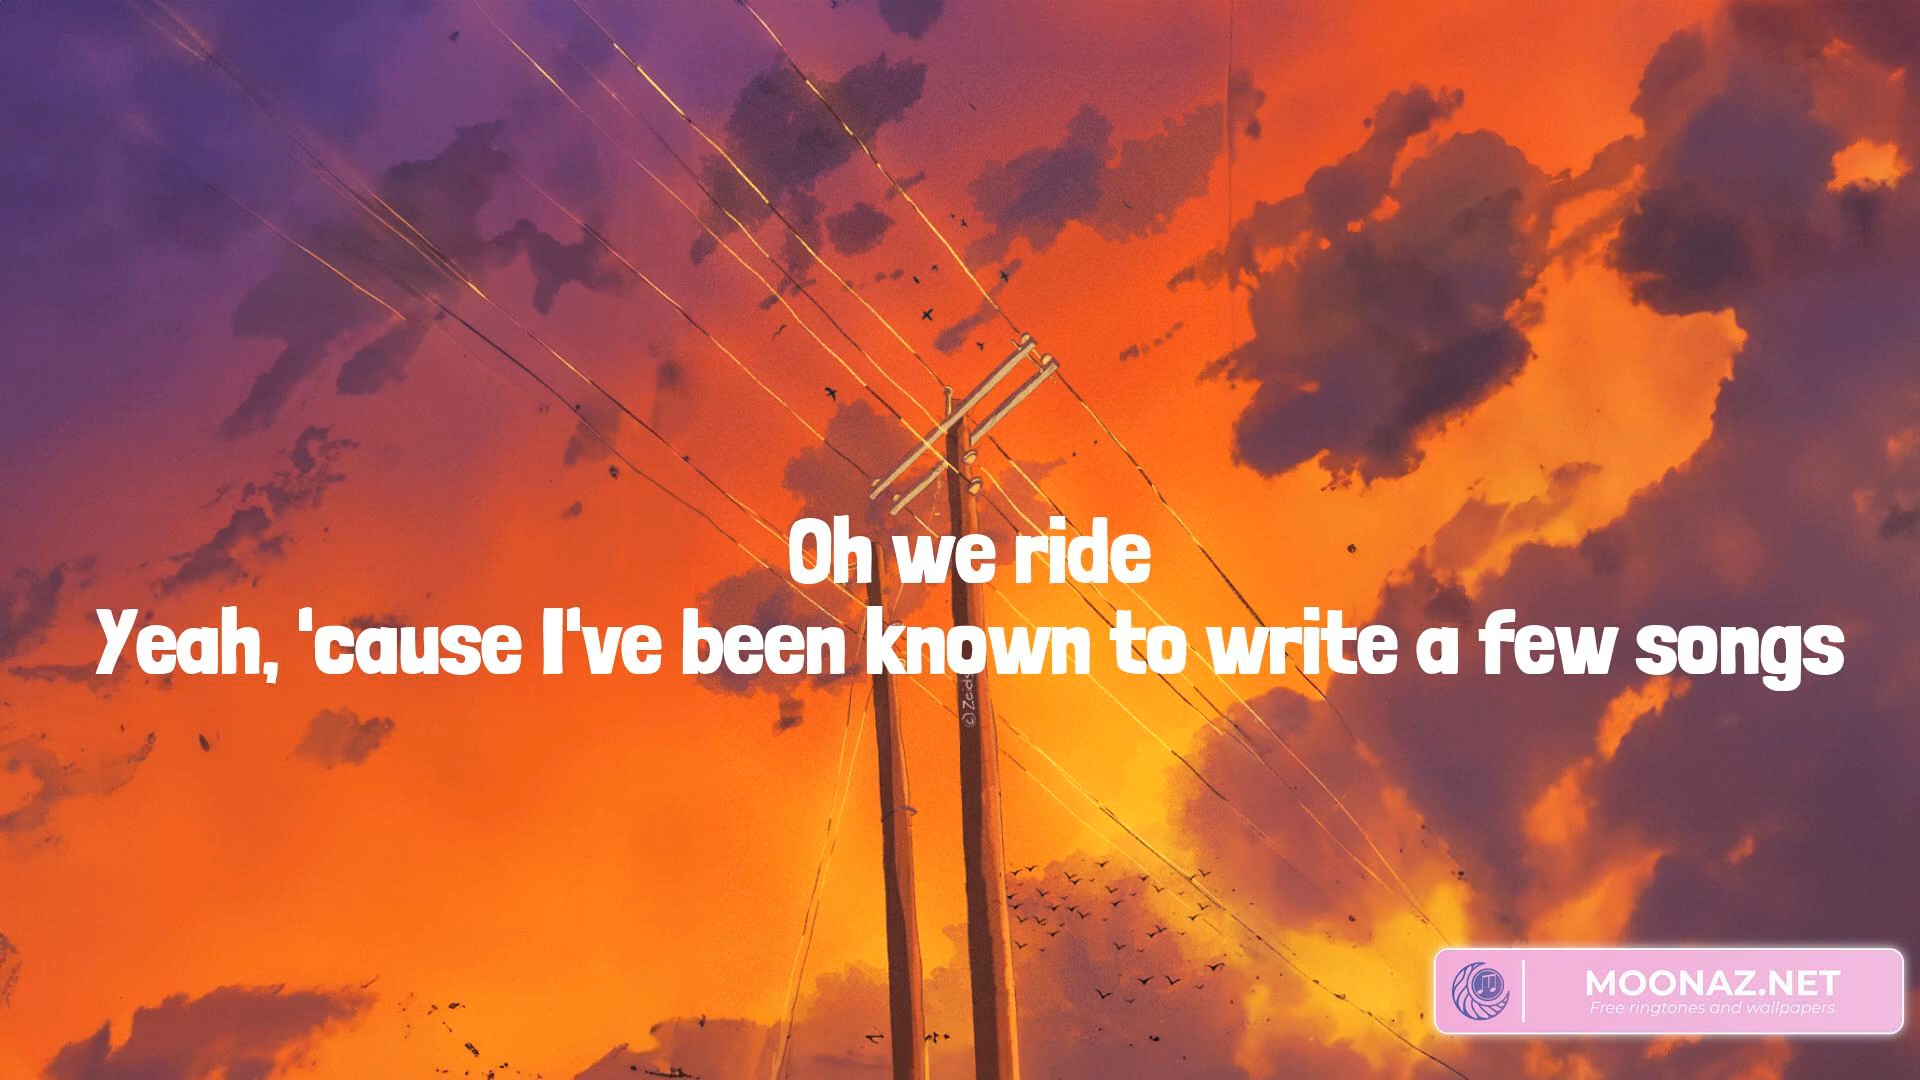 Oh we ride
Yeah, 'cause I've been known to write a few songs
MOONAZ.NET
Free ringtones and wallpapers